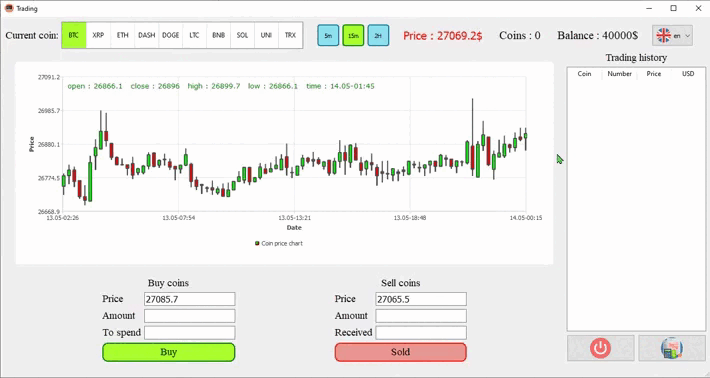 Trading
Current coin: BTC XRP ETH DASH DOGE LTC BNB SOL UNI TRX 5m 15m 2H Price : 27069.2$ Coins : 0 Balance : 40000$ en
Trading history
Coin Number Price USD
open : 26866.1 close : 26896 high : 26899.7 low : 26866.1 time : 14.05-01:45
27091.2
26985.7
26880.1
26774.5
26668.9
Price
13.05-02:26 13.05-07:54 13.05-13:21 13.05-18:48 14.05-00:15
Date
Coin price chart
Buy coins
Price 27085.7
Amount
To spend
Buy
Sell coins
Price 27065.5
Amount
Received
Sold